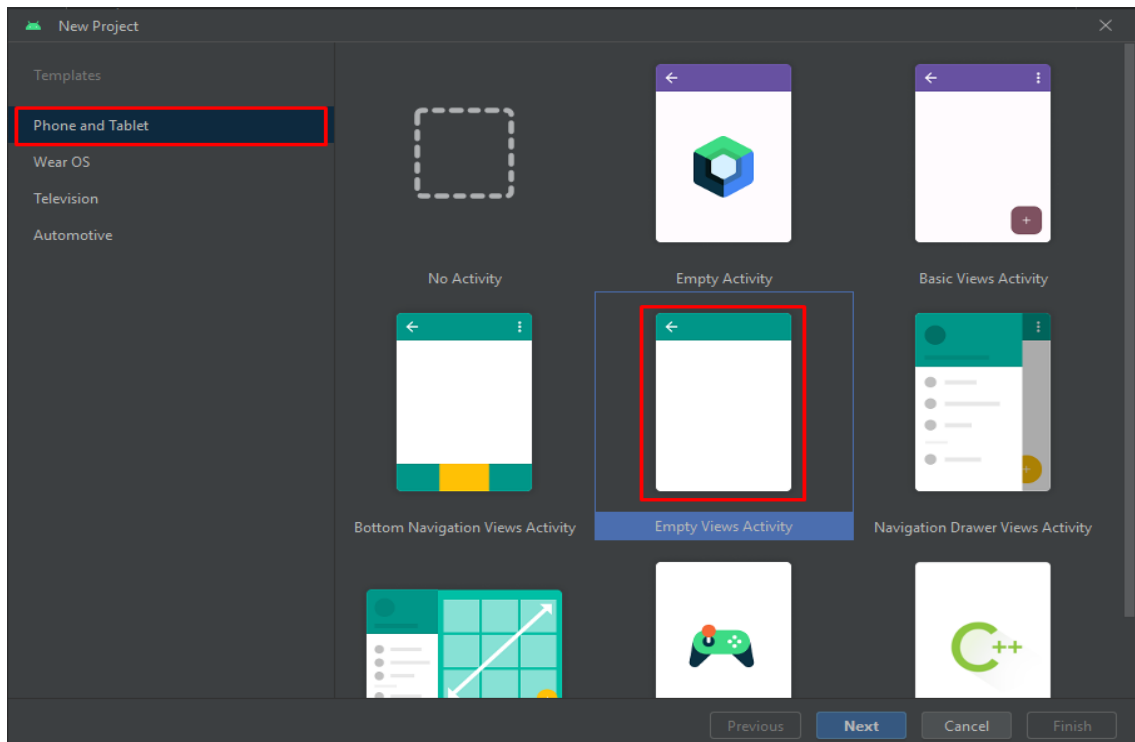 New Project
Templates
Phone and Tablet
Wear OS
Television
Automotive
No Activity
Empty Activity
Basic Views Activity
Bottom Navigation Views Activity
Empty Views Activity
Navigation Drawer Views Activity
C++
Previous
Next
Cancel
Finish